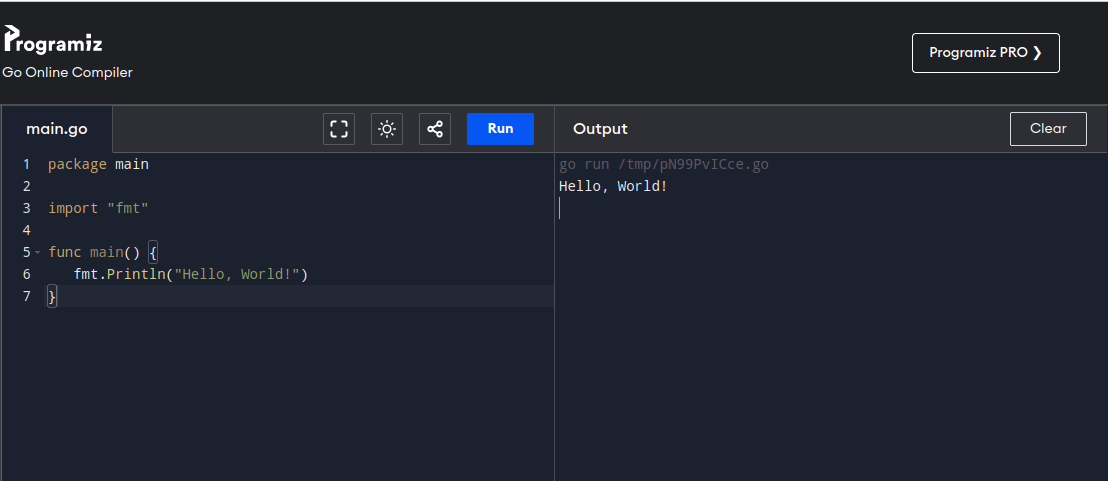 Programiz
Go Online Compiler
Programiz PRO ❯
main.go
Run
Output
Clear
1 package main
2
3 import "fmt"
4
5 func main() {
6    fmt.Println("Hello, World!")
7 }
go run /tmp/pN99PvICce.go
Hello, World!